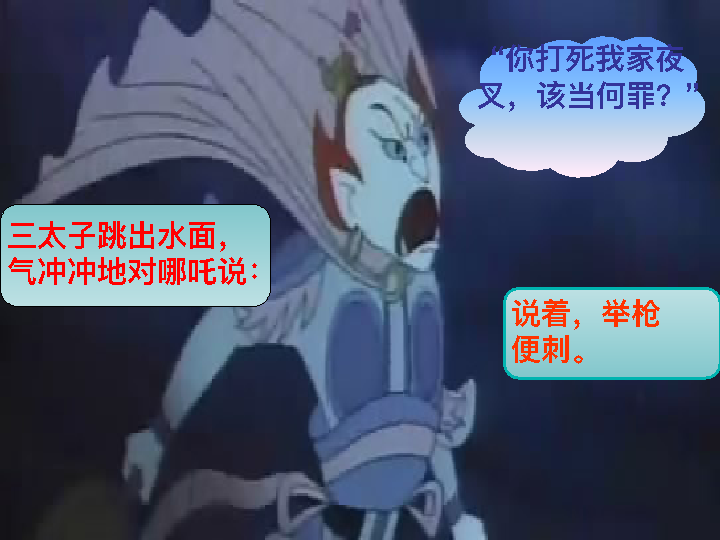 三太子跳出水面，
气冲冲地对哪吒说：
“你打死我家夜
叉，该当何罪？”
说着，举枪
便刺。